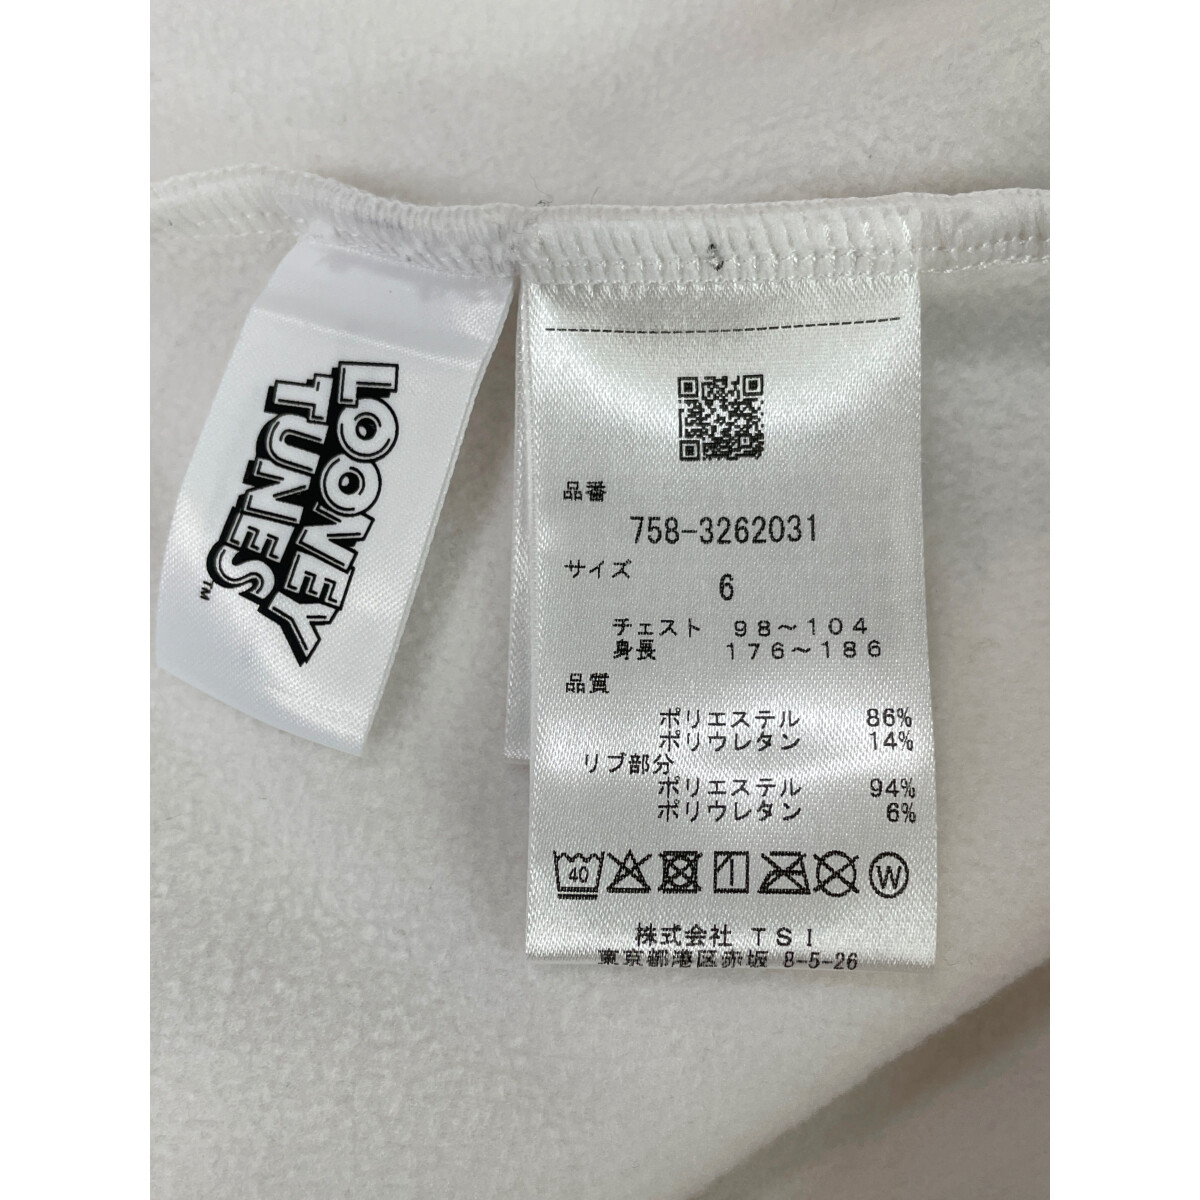 LOONEY
TUNES
TM
品番
758-3262031
サイズ
6
チェスト 98～104
身長 176～186
品質
ポリエステル 86%
ポリウレタン 14%
リブ部分
ポリエステル 94%
ポリウレタン 6%
40
W
株式会社 TSI
東京都港区赤坂 8-5-26